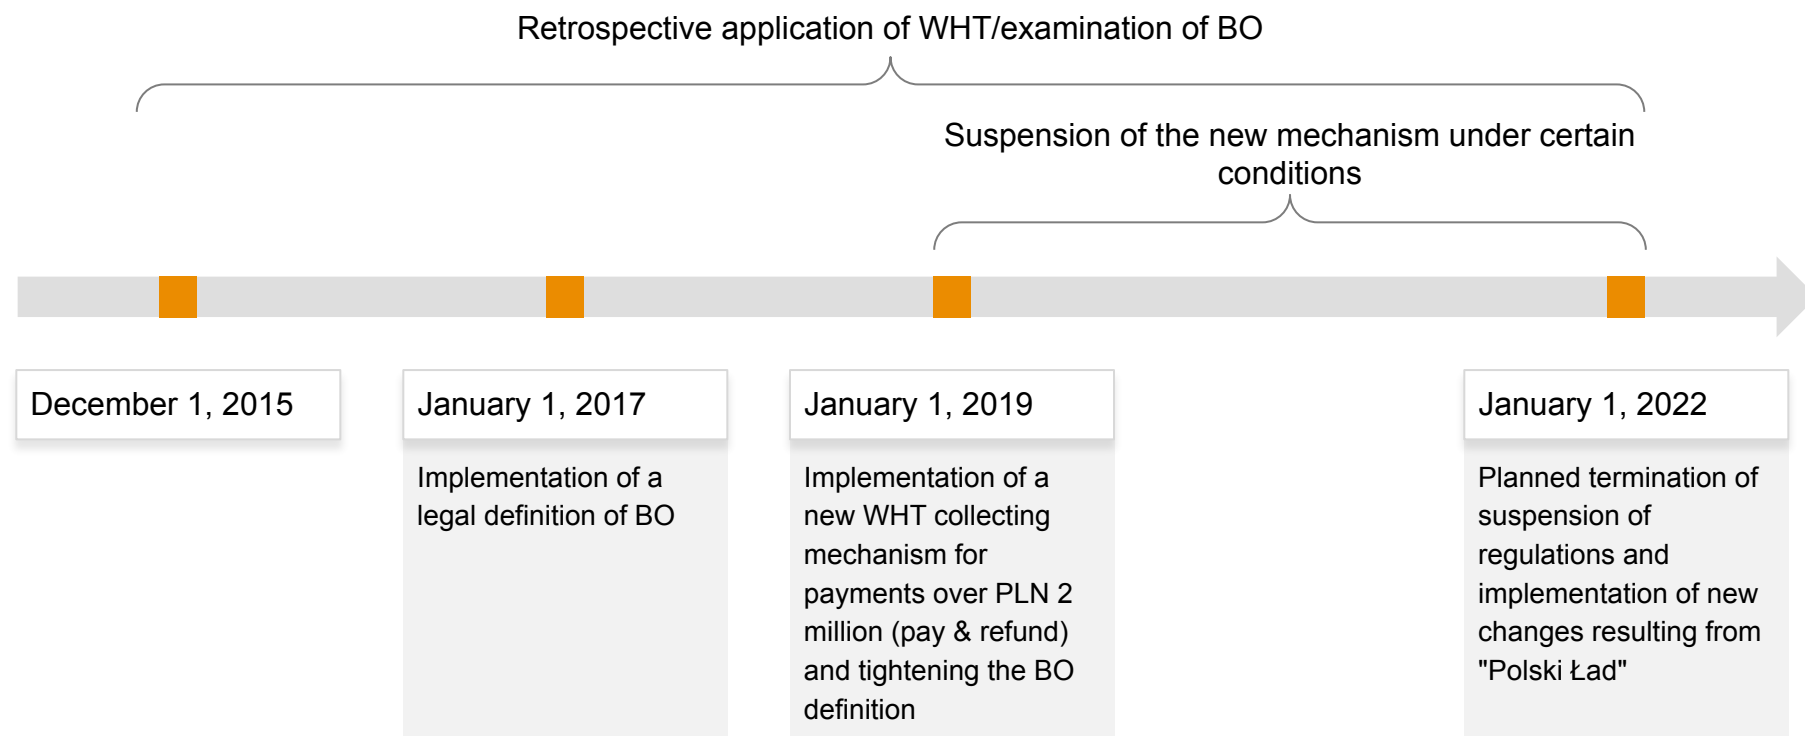 Retrospective application of WHT/examination of BO
Suspension of the new mechanism under certain
conditions
December 1, 2015
January 1, 2017
Implementation of a
legal definition of BO
January 1, 2019
Implementation of a
new WHT collecting
mechanism for
payments over PLN 2
million (pay & refund)
and tightening the BO
definition
January 1, 2022
Planned termination of
suspension of
regulations and
implementation of new
changes resulting from
"Polski Ład"